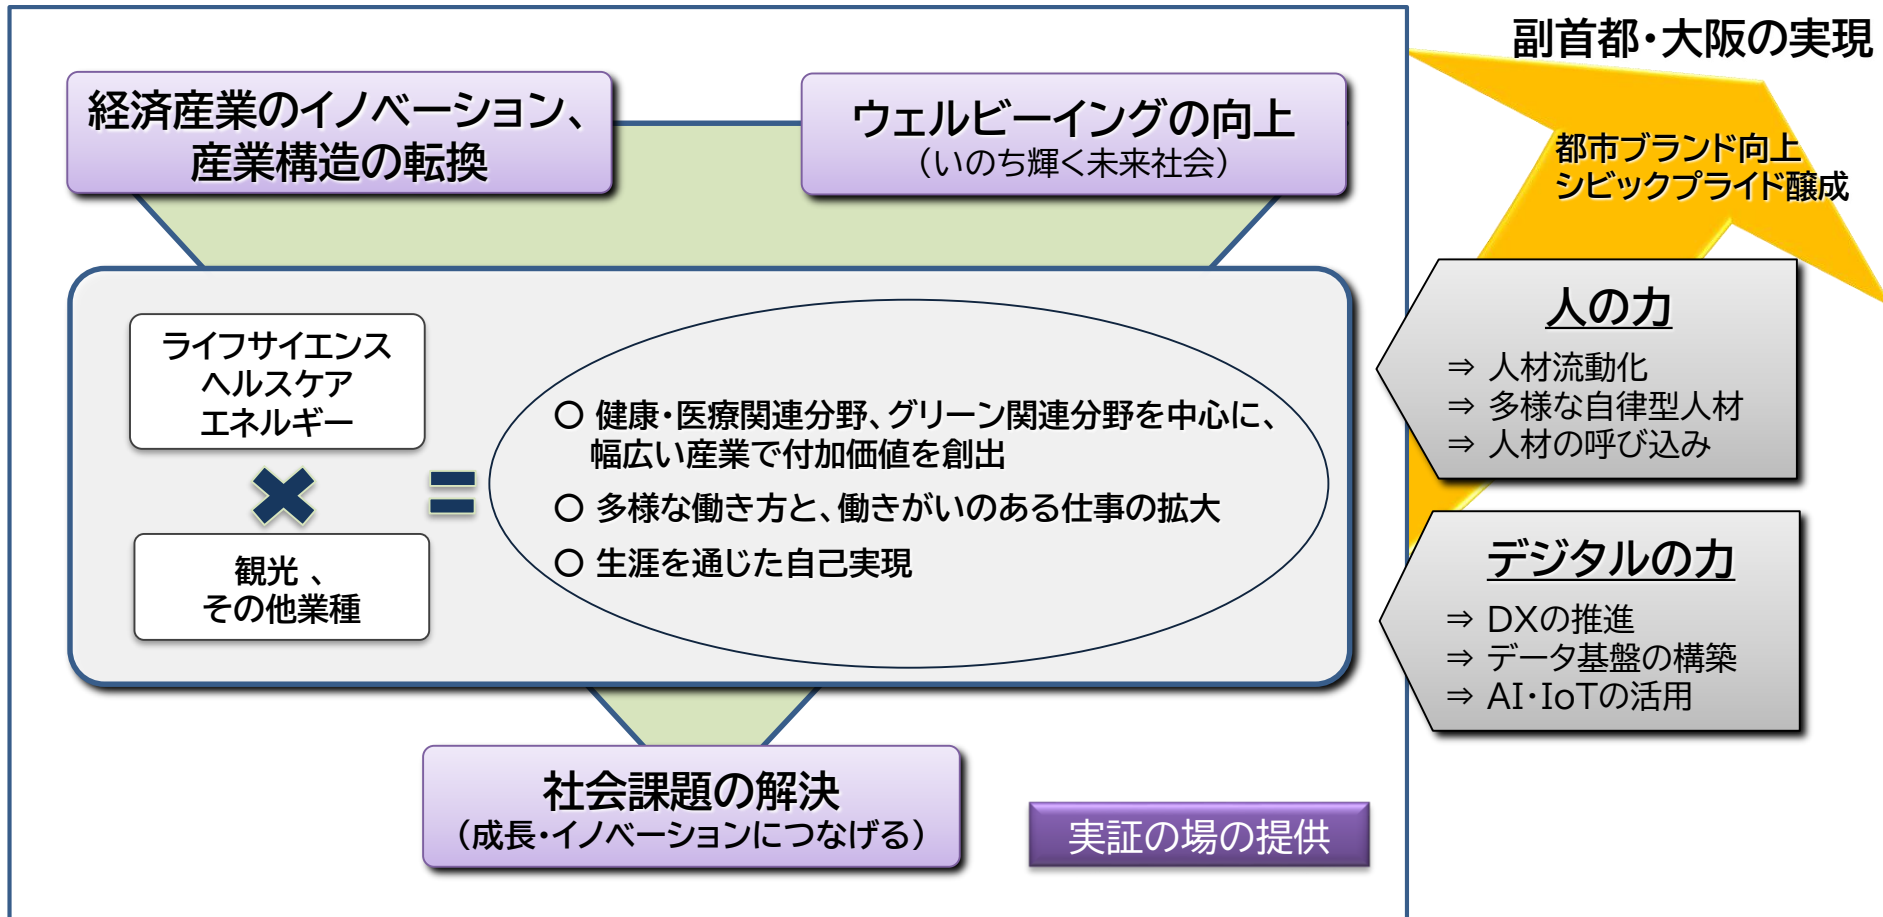 副首都・大阪の実現
経済産業のイノベーション、
産業構造の転換
ウェルビーイングの向上
（いのち輝く未来社会）
都市ブランド向上
シビックプライド醸成
ライフサイエンス
ヘルスケア
エネルギー
観光 、
その他業種
〇 健康・医療関連分野、グリーン関連分野を中心に、
幅広い産業で付加価値を創出
〇 多様な働き方と、働きがいのある仕事の拡大
〇 生涯を通じた自己実現
人の力
⇒ 人材流動化
⇒ 多様な自律型人材
⇒ 人材の呼び込み
デジタルの力
⇒ DXの推進
⇒ データ基盤の構築
⇒ AI・IoTの活用
社会課題の解決
（成長・イノベーションにつなげる）
実証の場の提供